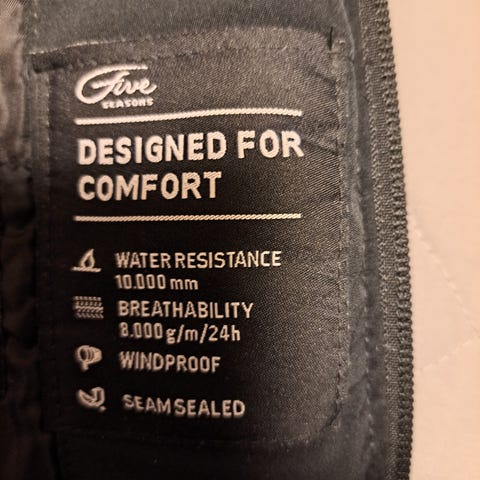 Five
SEASONS
DESIGNED FOR
COMFORT
WATER RESISTANCE
10.000 mm
BREATHABILITY
8.000 g/m/24h
WINDPROOF
SEAM SEALED